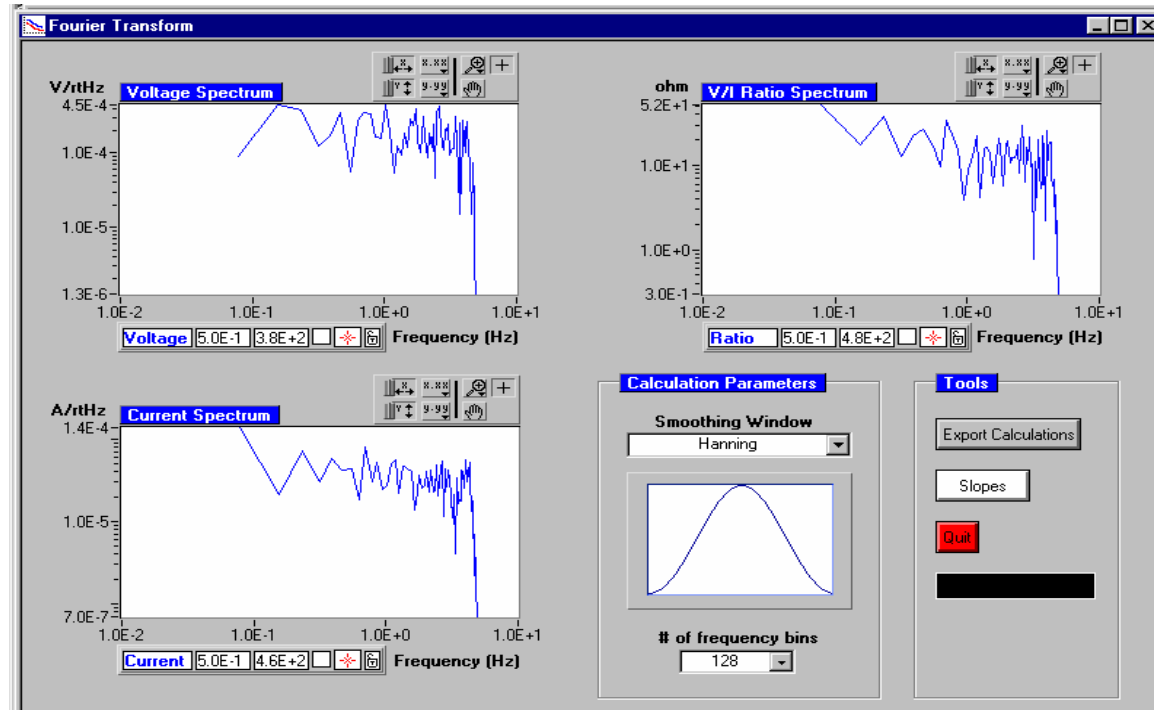 Fourier Transform
V/rtHz
Voltage Spectrum
x.xx
y.yy
4.5E-4
1.0E-4
1.0E-5
1.3E-6
1.0E-2
1.0E-1
1.0E+0
1.0E+1
Voltage
5.0E-1
3.8E+2
Frequency (Hz)
ohm
V/I Ratio Spectrum
x.xx
y.yy
5.2E+1
1.0E+1
1.0E+0
3.0E-1
1.0E-2
1.0E-1
1.0E+0
1.0E+1
Ratio
5.0E-1
4.8E+2
Frequency (Hz)
A/rtHz
Current Spectrum
x.xx
y.yy
1.4E-4
1.0E-5
7.0E-7
1.0E-2
1.0E-1
1.0E+0
1.0E+1
Current
5.0E-1
4.6E+2
Frequency (Hz)
Calculation Parameters
Smoothing Window
Hanning
# of frequency bins
128
Tools
Export Calculations
Slopes
Quit